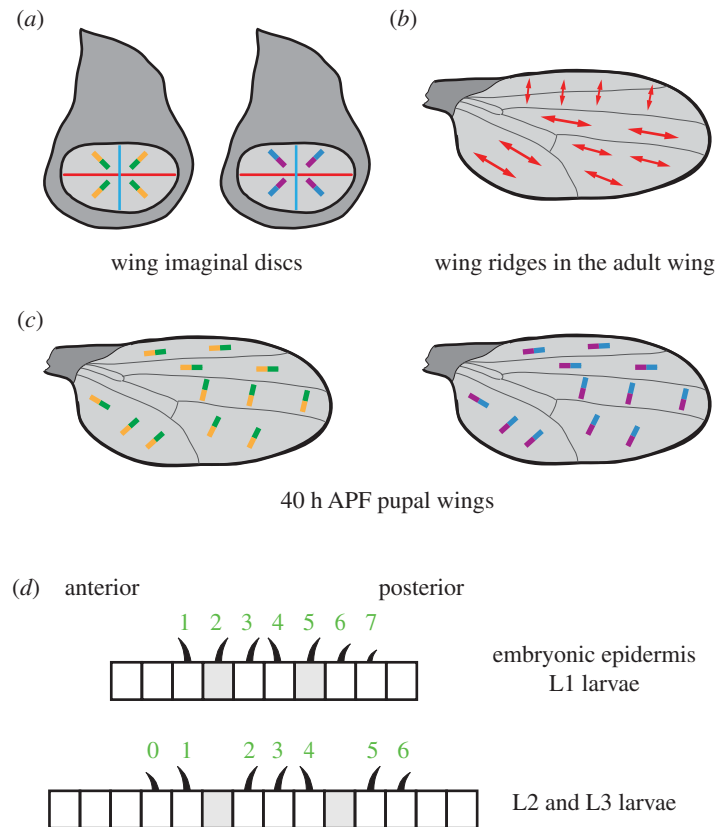 (a)
(b)
wing imaginal discs
wing ridges in the adult wing
(c)
40 h APF pupal wings
(d) anterior posterior
1 2 3 4 5 6 7
embryonic epidermis
L1 larvae
0 1 2 3 4 5 6
L2 and L3 larvae